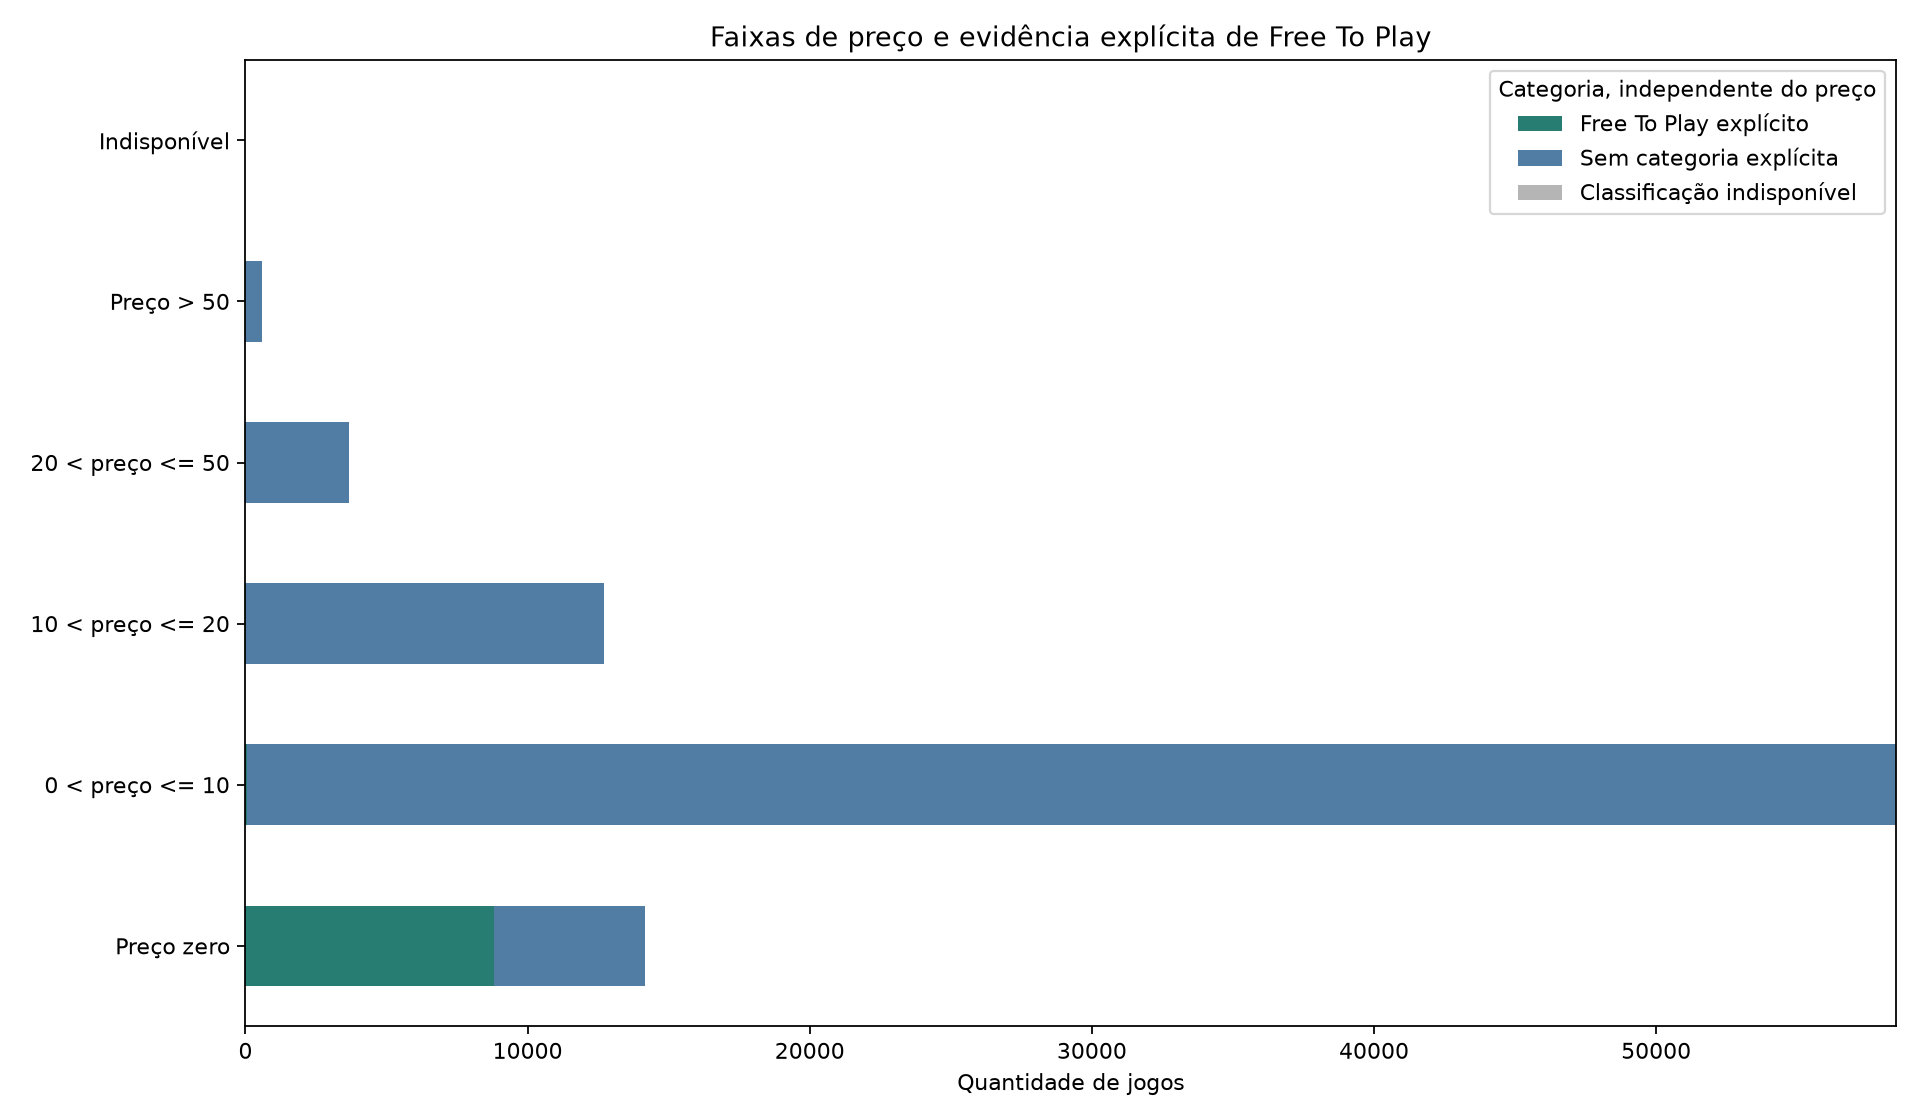 Faixas de preço e evidência explícita de Free To Play
Categoria, independente do preço
Free To Play explícito
Sem categoria explícita
Classificação indisponível
Indisponível
Preço > 50
20 < preço <= 50
10 < preço <= 20
0 < preço <= 10
Preço zero
0 10000 20000 30000 40000 50000
Quantidade de jogos